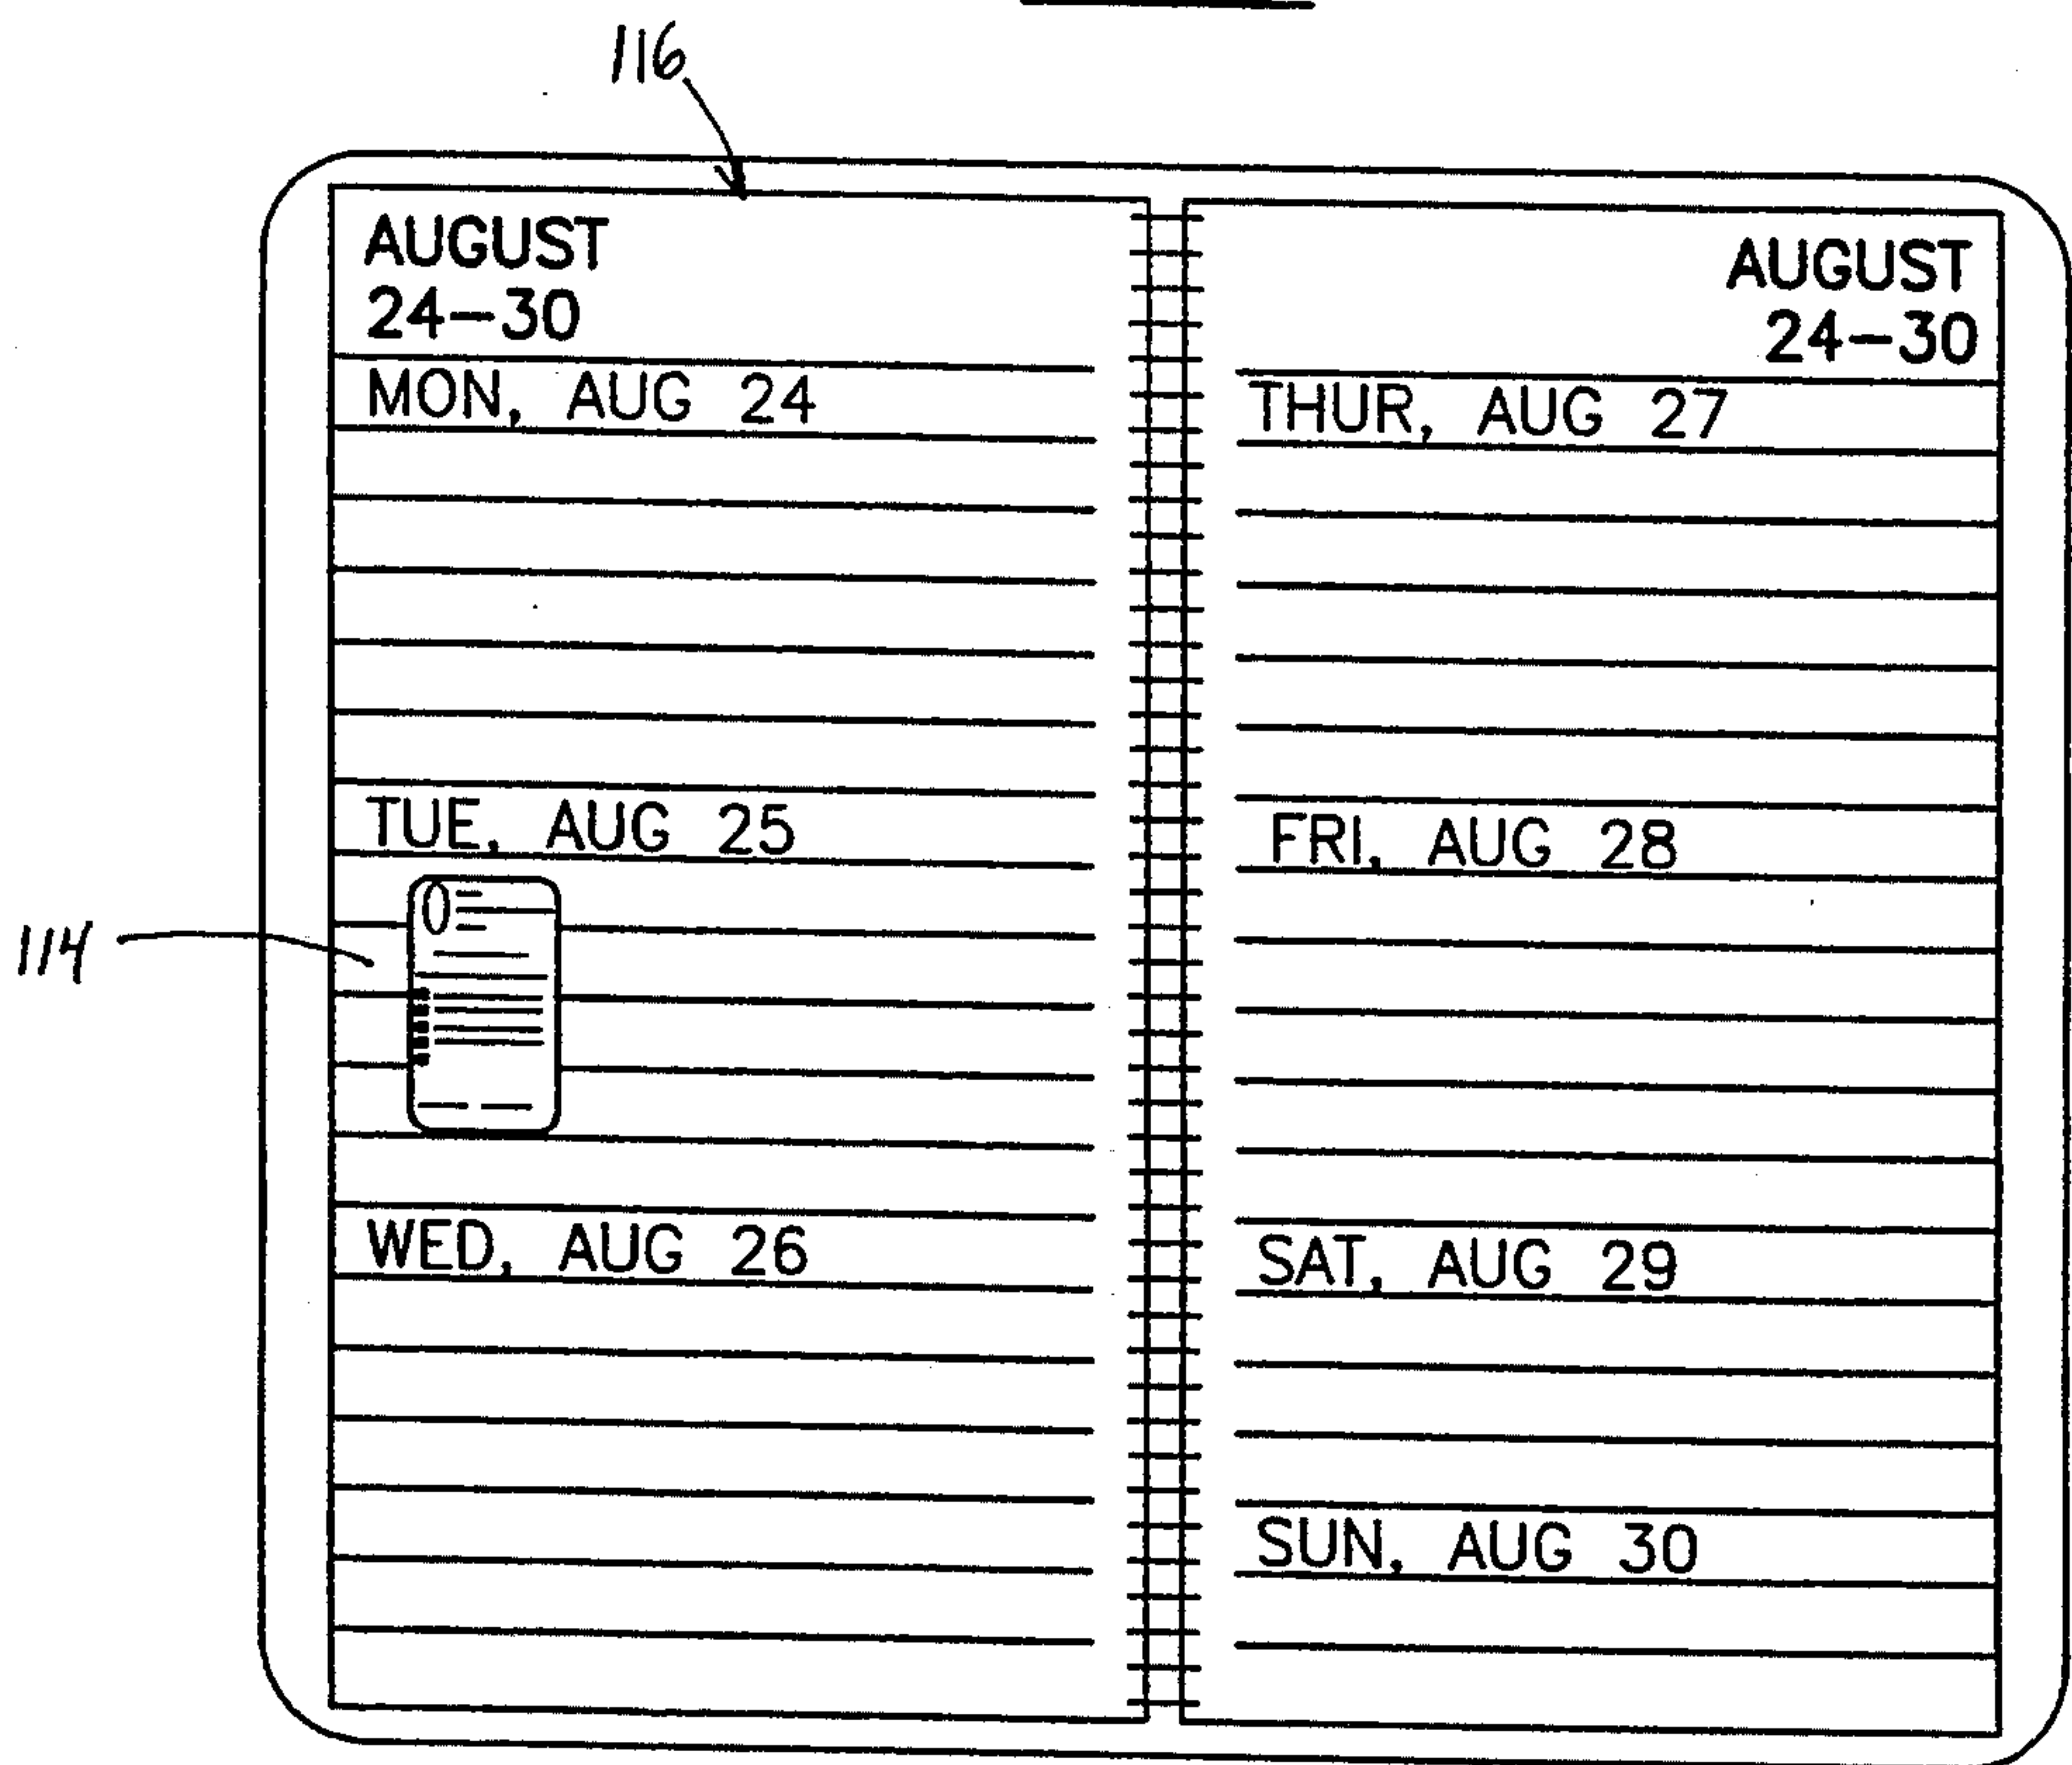 116
AUGUST
24-30
MON, AUG 24
TUE, AUG 25
114
WED, AUG 26
AUGUST
24-30
THUR, AUG 27
FRI, AUG 28
SAT, AUG 29
SUN, AUG 30